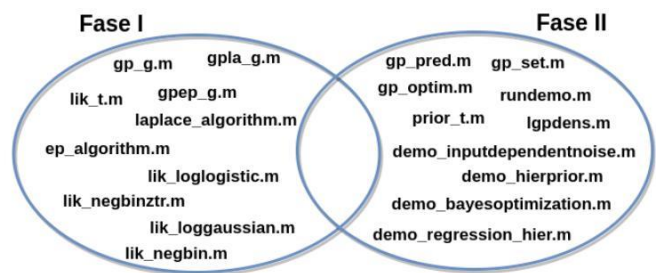 Fase I
Fase II
gp_g.m
gpla_g.m
lik_t.m
gpep_g.m
laplace_algorithm.m
ep_algorithm.m
lik_loglogistic.m
lik_negbinztr.m
lik_loggaussian.m
lik_negbin.m
gp_pred.m
gp_set.m
gp_optim.m
rundemo.m
prior_t.m
lgpdens.m
demo_inputdependentnoise.m
demo_hierprior.m
demo_bayesoptimization.m
demo_regression_hier.m